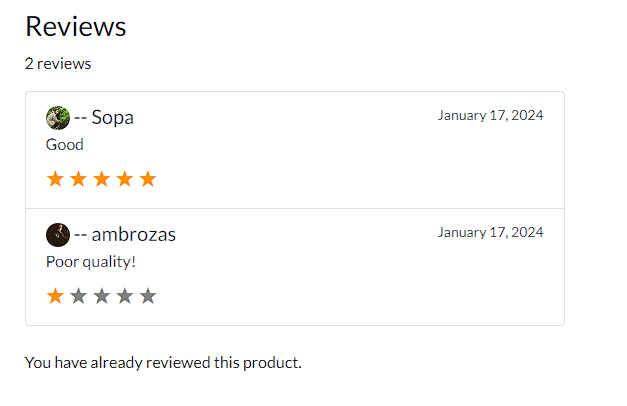 Reviews
2 reviews
-- Sopa January 17, 2024
Good
-- ambrozas January 17, 2024
Poor quality!
You have already reviewed this product.